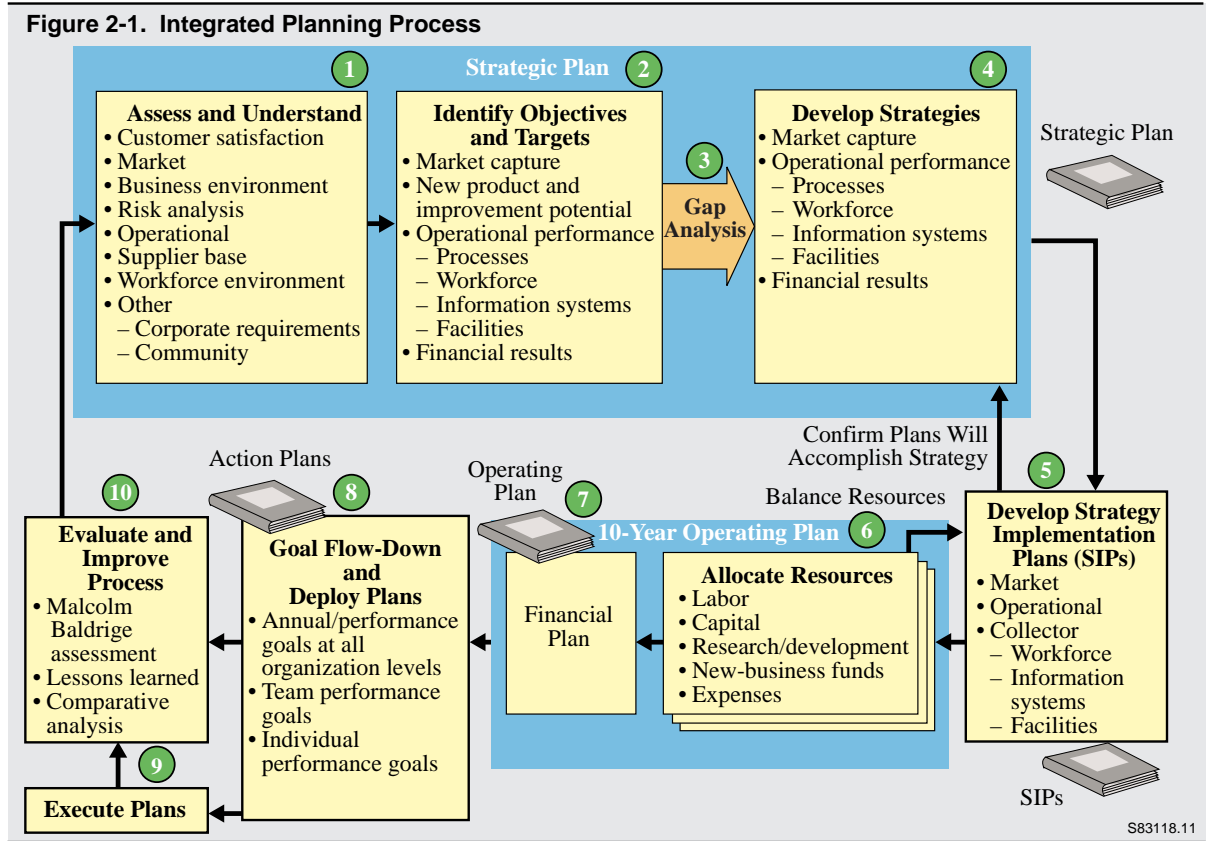 Figure 2-1. Integrated Planning Process
Strategic Plan
1
Assess and Understand
• Customer satisfaction
• Market
• Business environment
• Risk analysis
• Operational
• Supplier base
• Workforce environment
• Other
– Corporate requirements
– Community
2
Identify Objectives
and Targets
• Market capture
• New product and
improvement potential
• Operational performance
– Processes
– Workforce
– Information systems
– Facilities
• Financial results
3
Gap
Analysis
4
Develop Strategies
• Market capture
• Operational performance
– Processes
– Workforce
– Information systems
– Facilities
• Financial results
Strategic Plan
Confirm Plans Will
Accomplish Strategy
Balance Resources
5
Develop Strategy
Implementation
Plans (SIPs)
• Market
• Operational
• Collector
– Workforce
– Information
systems
– Facilities
SIPs
10-Year Operating Plan
6
Allocate Resources
• Labor
• Capital
• Research/development
• New-business funds
• Expenses
Operating
Plan
7
Financial
Plan
Action Plans
8
Goal Flow-Down
and
Deploy Plans
• Annual/performance
goals at all
organization levels
• Team performance
goals
• Individual
performance goals
9
Execute Plans
10
Evaluate and
Improve
Process
• Malcolm
Baldrige
assessment
• Lessons learned
• Comparative
analysis
S83118.11